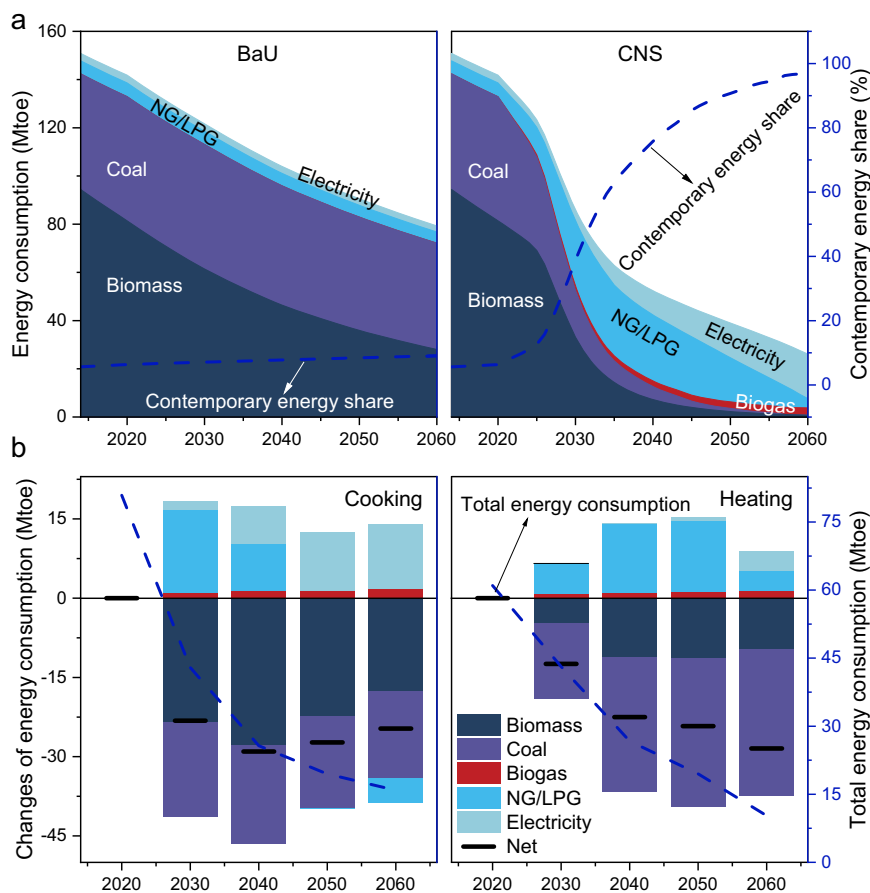 a
BaU
CNS
Energy consumption (Mtoe)
160
120
80
40
0
NG/LPG
Coal
Electricity
Biomass
Contemporary energy share
2020
2030
2040
2050
2060
Coal
Biomass
Contemporary energy share
NG/LPG
Electricity
Biogas
2020
2030
2040
2050
2060
100
80
60
40
20
0
Contemporary energy share (%)
b
Changes of energy consumption (Mtoe)
15
0
-15
-30
-45
Cooking
2020
2030
2040
2050
2060
Total energy consumption
Heating
Biomass
Coal
Biogas
NG/LPG
Electricity
Net
2020
2030
2040
2050
2060
75
60
45
30
15
0
Total energy consumption (Mtoe)